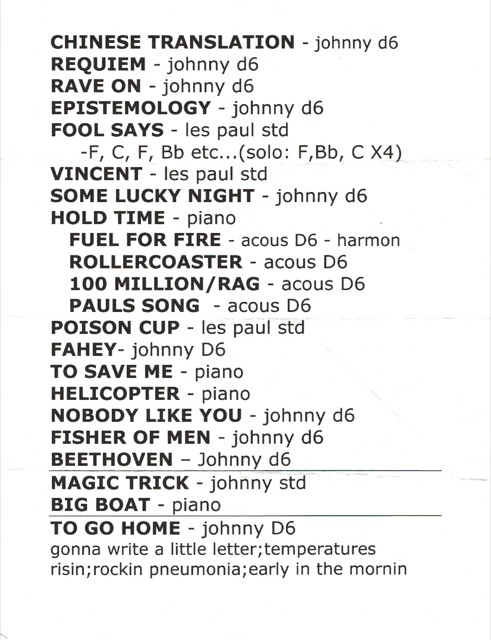 CHINESE TRANSLATION - johnny d6
REQUIEM - johnny d6
RAVE ON - johnny d6
EPISTEMOLOGY - johnny d6
FOOL SAYS - les paul std
-F, C, F, Bb etc...(solo: F,Bb, C X4)
VINCENT - les paul std
SOME LUCKY NIGHT - johnny d6
HOLD TIME - piano
FUEL FOR FIRE - acous D6 - harmon
ROLLERCOASTER - acous D6
100 MILLION/RAG - acous D6
PAULS SONG - acous D6
POISON CUP - les paul std
FAHEY- johnny D6
TO SAVE ME - piano
HELICOPTER - piano
NOBODY LIKE YOU - johnny d6
FISHER OF MEN - johnny d6
BEETHOVEN – Johnny d6
MAGIC TRICK - johnny std
BIG BOAT - piano
TO GO HOME - johnny D6
gonna write a little letter;temperatures
risin;rockin pneumonia;early in the mornin